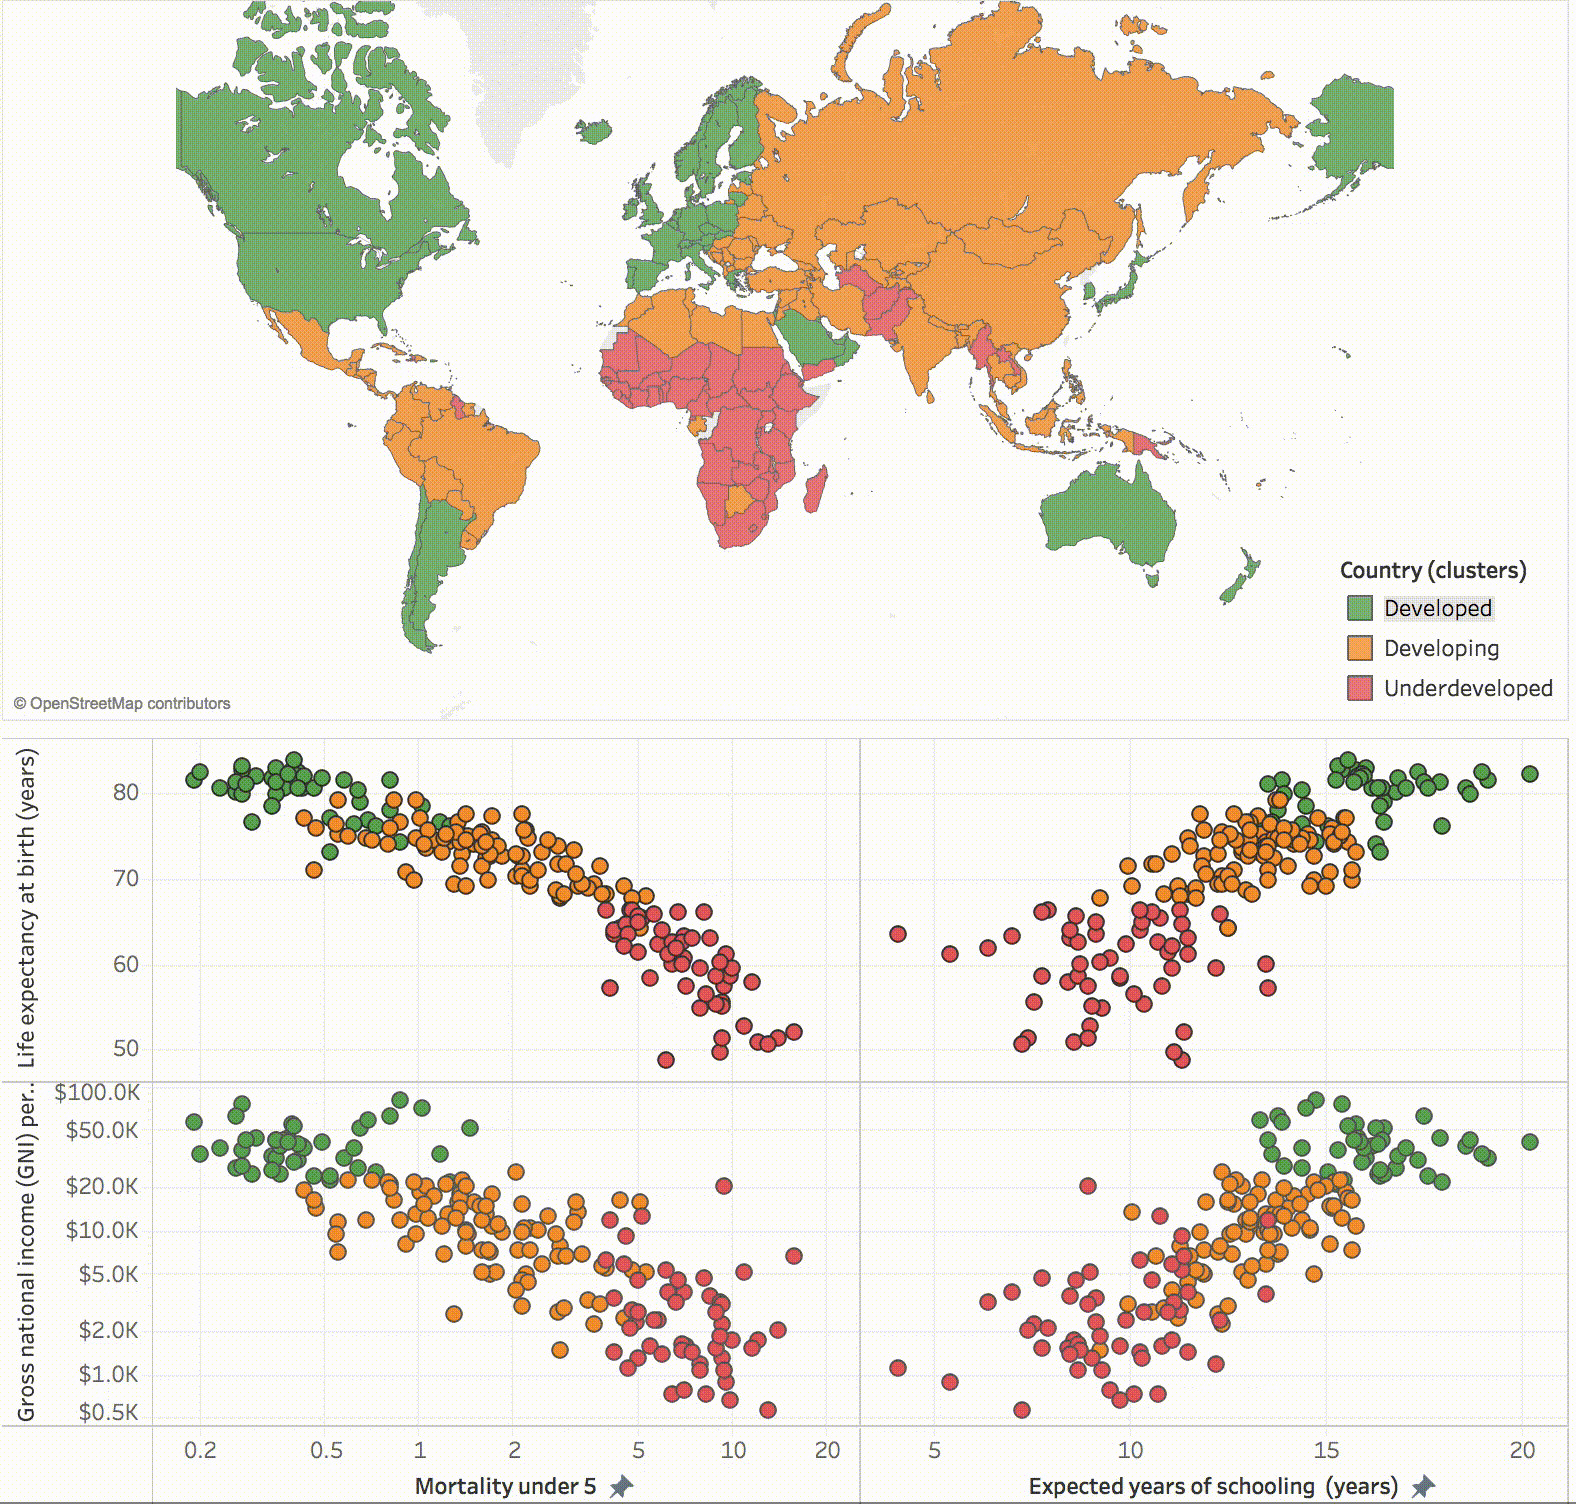 Country (clusters)
Developed
Developing
Underdeveloped
© OpenStreetMap contributors
Life expectancy at birth (years)
80
70
60
50
Gross national income (GNI) per..
$100.0K
$50.0K
$20.0K
$10.0K
$5.0K
$2.0K
$1.0K
$0.5K
0.2 0.5 1 2 5 10 20 5 10 15 20
Mortality under 5 Expected years of schooling (years)